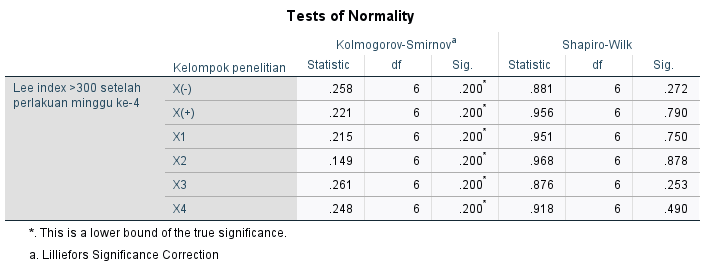 Tests of Normality
Kolmogorov-Smirnovᵃ Shapiro-Wilk
Kelompok penelitian Statistic df Sig. Statistic df Sig.
Lee index >300 setelah perlakuan minggu ke-4 X(-) .258 6 .200* .881 6 .272
X(+) .221 6 .200* .956 6 .790
X1 .215 6 .200* .951 6 .750
X2 .149 6 .200* .968 6 .878
X3 .261 6 .200* .876 6 .253
X4 .248 6 .200* .918 6 .490
*. This is a lower bound of the true significance.
a. Lilliefors Significance Correction